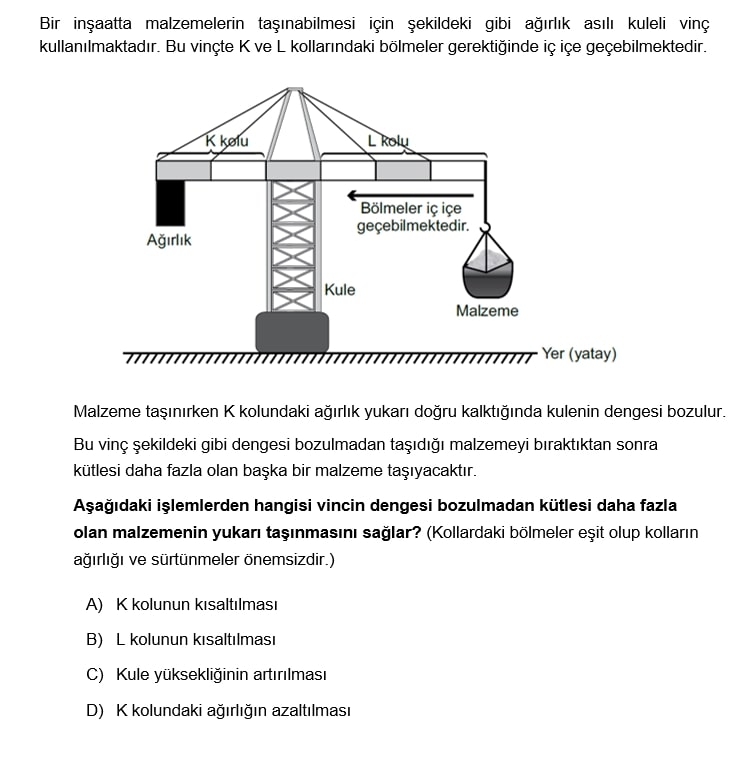 Bir inşaatta malzemelerin taşınabilmesi için şekildeki gibi ağırlık asılı kuleli vinç
kullanılmaktadır. Bu vinçte K ve L kollarındaki bölmeler gerektiğinde iç içe geçebilmektedir.
K kolu
L kolu
Bölmeler iç içe
geçebilmektedir.
Ağırlık
Kule
Malzeme
Yer (yatay)
Malzeme taşınırken K kolundaki ağırlık yukarı doğru kalktığında kulenin dengesi bozulur.
Bu vinç şekildeki gibi dengesi bozulmadan taşıdığı malzemeyi bıraktıktan sonra
kütlesi daha fazla olan başka bir malzeme taşıyacaktır.
Aşağıdaki işlemlerden hangisi vincin dengesi bozulmadan kütlesi daha fazla
olan malzemenin yukarı taşınmasını sağlar? (Kollardaki bölmeler eşit olup kolların
ağırlığı ve sürtünmeler önemsizdir.)
A) K kolunun kısaltılması
B) L kolunun kısaltılması
C) Kule yüksekliğinin artırılması
D) K kolundaki ağırlığın azaltılması